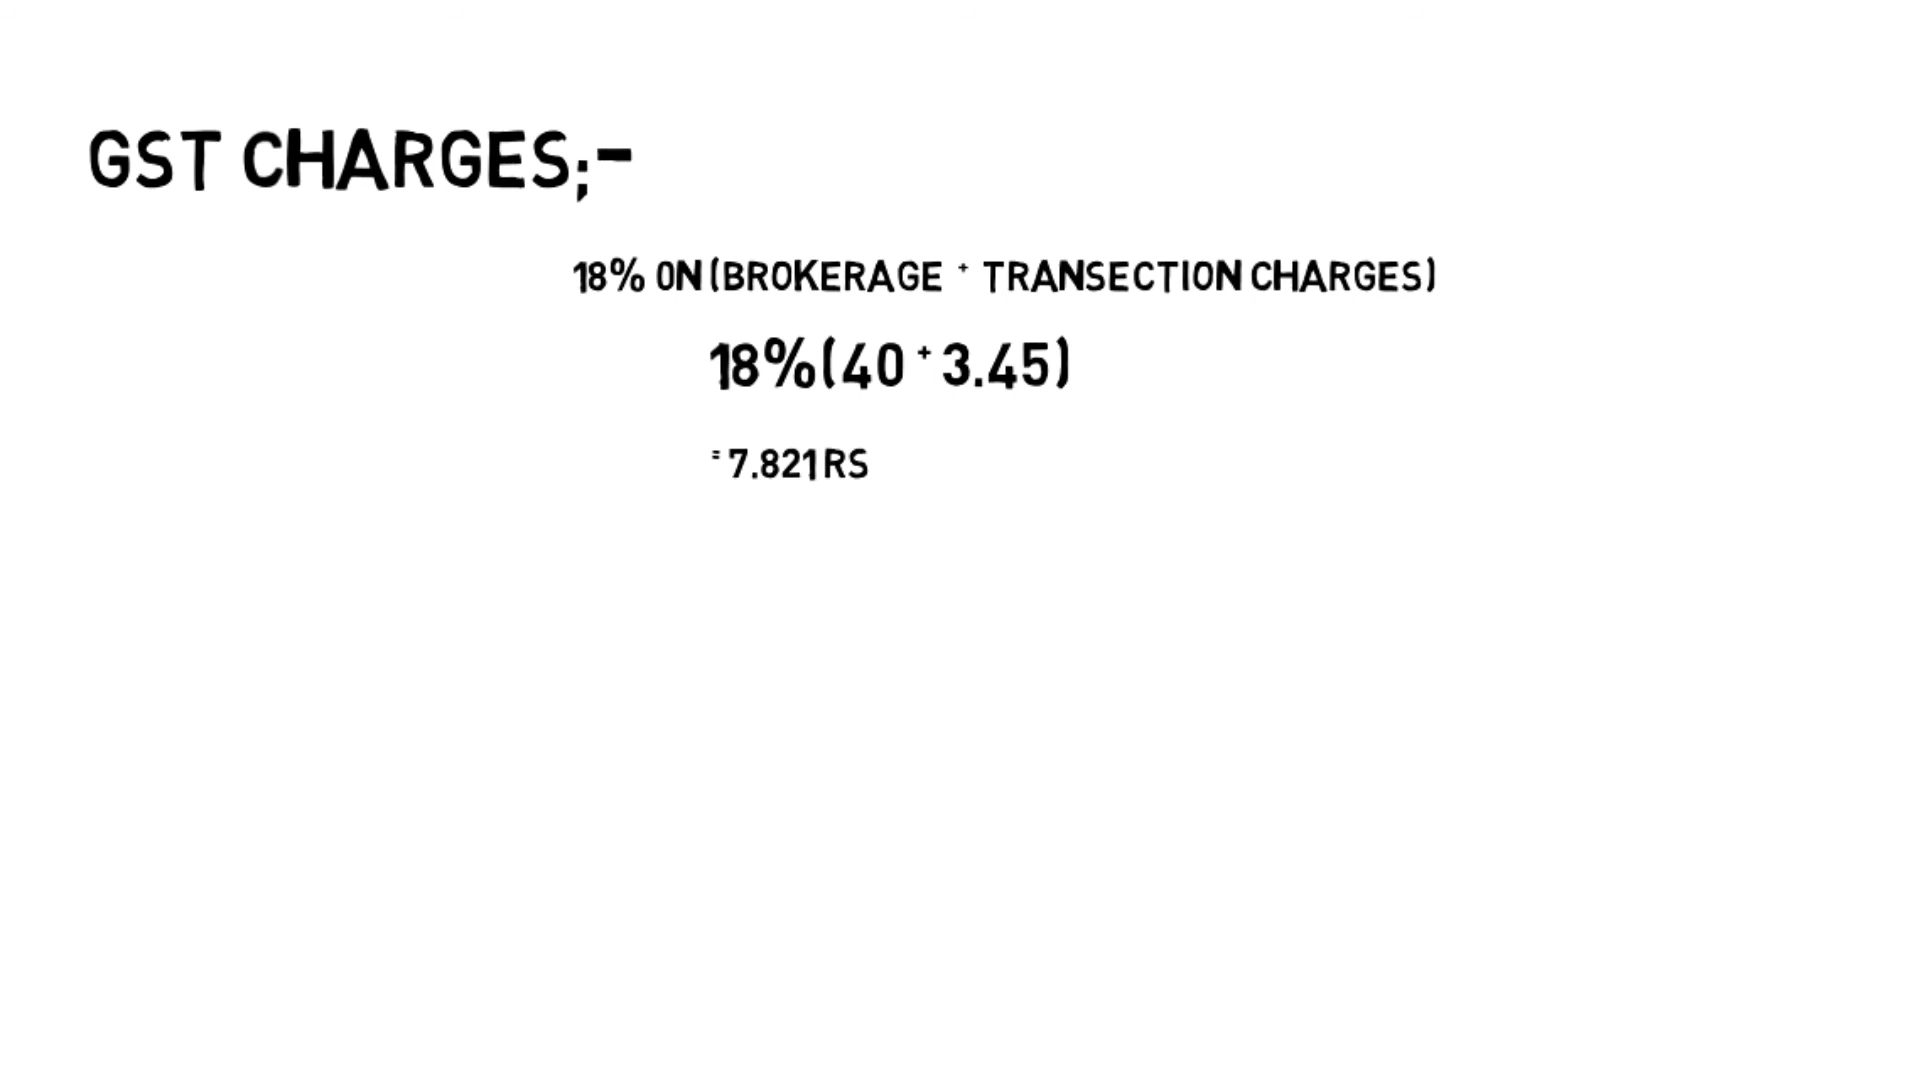 GST CHARGES;-
18% ON (BROKERAGE + TRANSECTION CHARGES)
18%(40 + 3.45)
= 7.821 RS